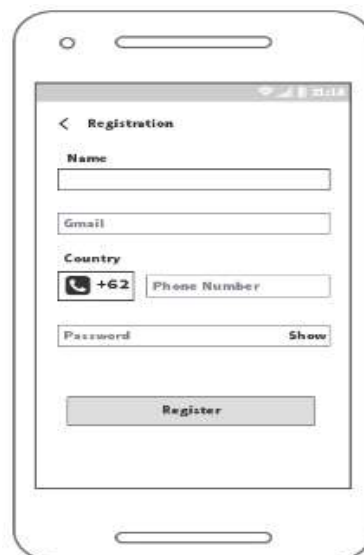 Registration
Name
Gmail
Country
+62 Phone Number
Password Show
Register